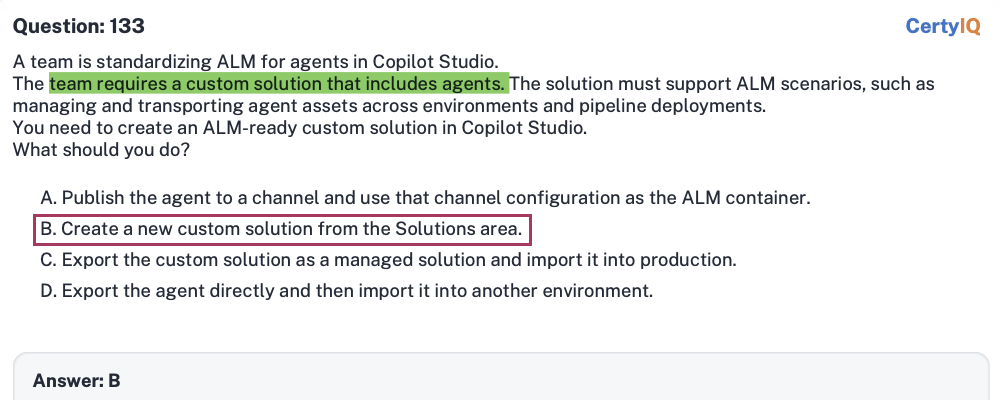 Question: 133
CertyIQ
A team is standardizing ALM for agents in Copilot Studio.
The team requires a custom solution that includes agents. The solution must support ALM scenarios, such as
managing and transporting agent assets across environments and pipeline deployments.
You need to create an ALM-ready custom solution in Copilot Studio.
What should you do?
A. Publish the agent to a channel and use that channel configuration as the ALM container.
B. Create a new custom solution from the Solutions area.
C. Export the custom solution as a managed solution and import it into production.
D. Export the agent directly and then import it into another environment.
Answer: B